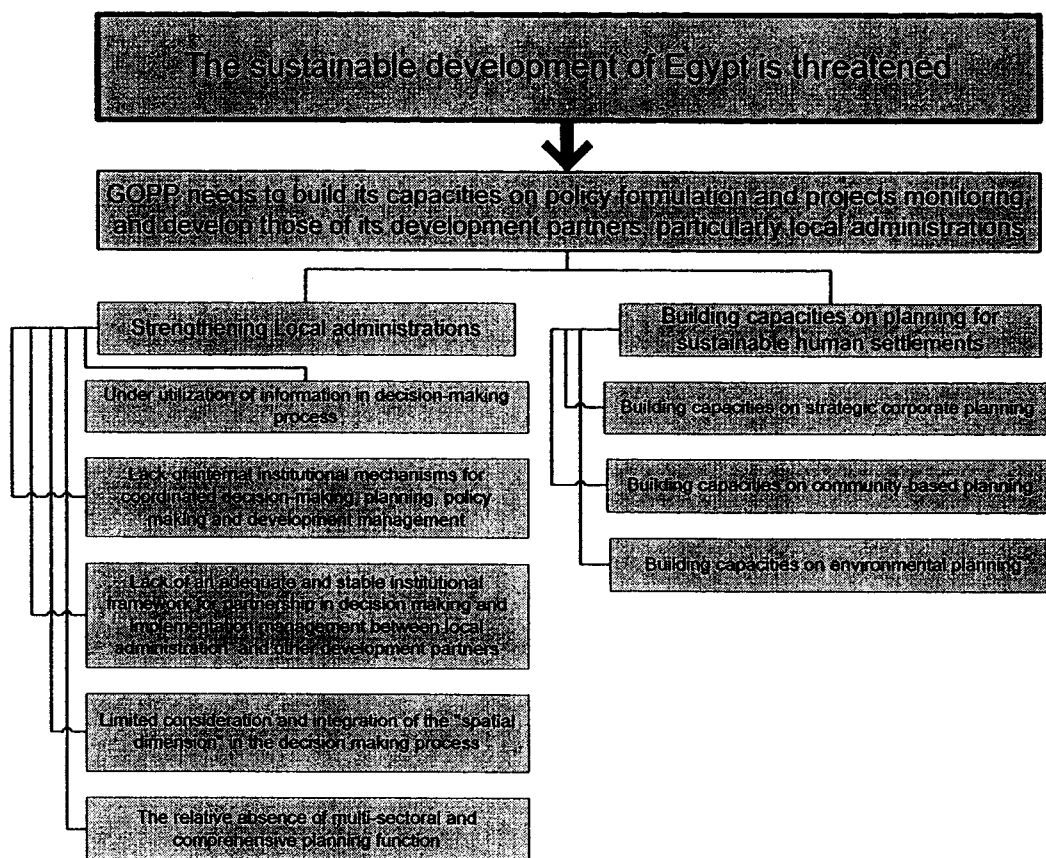 The sustainable development of Egypt is threatened
GOPP needs to build its capacities on policy formulation and projects monitoring,
and develop those of its development partners, particularly local administrations
Strengthening Local administrations
Under utilization of information in decision-making
process
Lack of internal institutional mechanisms for
coordinated decision-making, planning, policy
making and development management
Lack of an adequate and stable institutional
framework for partnership in decision making and
implementation management between local
administration and other development partners
Limited consideration and integration of the "spatial
dimension" in the decision making process
The relative absence of multi-sectoral and
comprehensive planning function
Building capacities on planning for
sustainable human settlements
Building capacities on strategic corporate planning
Building capacities on community-based planning
Building capacities on environmental planning